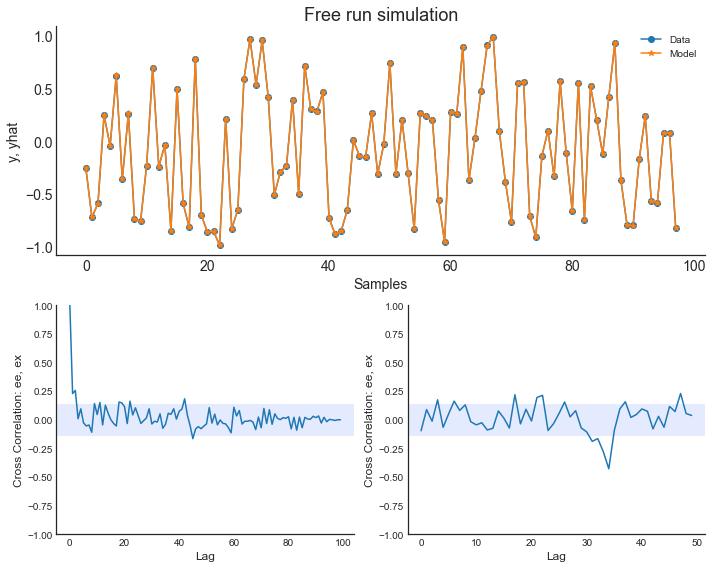 Free run simulation
1.0
0.5
0.0
−0.5
−1.0
y, yhat
Data
Model
0 20 40 60 80 100
Samples
1.00
0.75
0.50
0.25
0.00
−0.25
−0.50
−0.75
−1.00
Cross Correlation: ee, ex
0 20 40 60 80 100
Lag
1.00
0.75
0.50
0.25
0.00
−0.25
−0.50
−0.75
−1.00
Cross Correlation: ee, ex
0 10 20 30 40 50
Lag